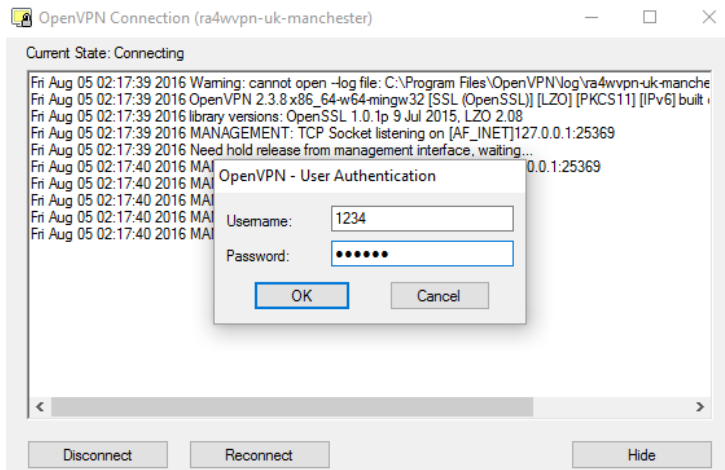 OpenVPN Connection (ra4wvpn-uk-manchester)
Current State: Connecting
Fri Aug 05 02:17:39 2016 Warning: cannot open --log file: C:\Program Files\OpenVPN\log\ra4wvpn-uk-manche
Fri Aug 05 02:17:39 2016 OpenVPN 2.3.8 x86_64-w64-mingw32 [SSL (OpenSSL)] [LZO] [PKCS11] [IPv6] built
Fri Aug 05 02:17:39 2016 library versions: OpenSSL 1.0.1p 9 Jul 2015, LZO 2.08
Fri Aug 05 02:17:39 2016 MANAGEMENT: TCP Socket listening on [AF_INET]127.0.0.1:25369
Fri Aug 05 02:17:39 2016 Need hold release from management interface, waiting...
Fri Aug 05 02:17:40 2016 MA 0.0.1:25369
Fri Aug 05 02:17:40 2016 MA
Fri Aug 05 02:17:40 2016 MA
Fri Aug 05 02:17:40 2016 MA
Fri Aug 05 02:17:40 2016 MA
OpenVPN - User Authentication
Username: 1234
Password: ••••••
OK Cancel
Disconnect Reconnect Hide